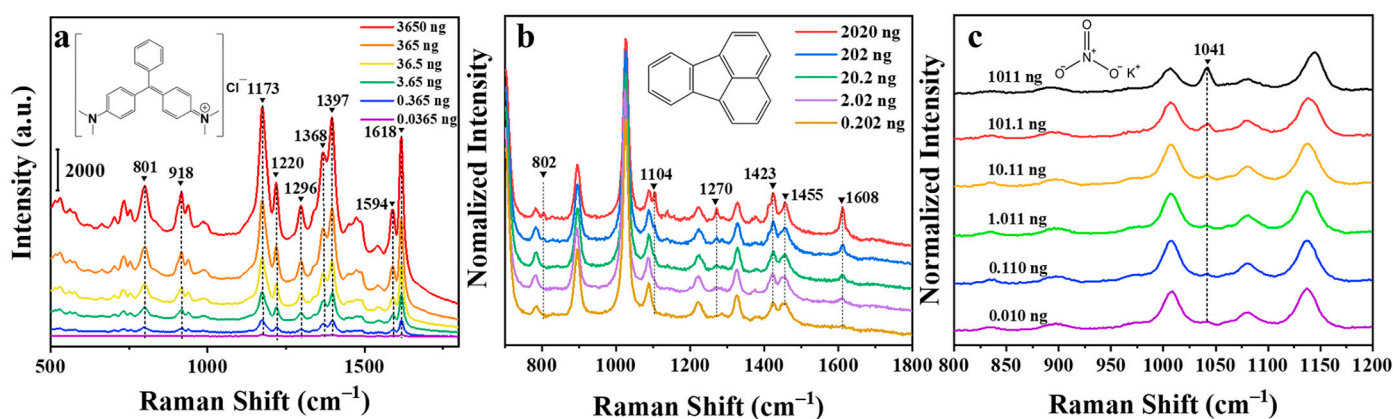 a
Intensity (a.u.)
N
N
+
Cl−
2000
801
918
1173
1220
1296
1368
1397
1594
1618
3650 ng
365 ng
36.5 ng
3.65 ng
0.365 ng
0.0365 ng
500
1000
1500
Raman Shift (cm−1)
b
Nomalized Intensity
802
1104
1270
1423
1455
1608
2020 ng
202 ng
20.2 ng
2.02 ng
0.202 ng
800
1000
1200
1400
1600
1800
Raman Shift (cm−1)
c
Normalized Intensity
O
N+
O−
O− K+
1041
1011 ng
101.1 ng
10.11 ng
1.011 ng
0.110 ng
0.010 ng
800
850
900
950
1000
1050
1100
1150
1200
Raman Shift (cm−1)